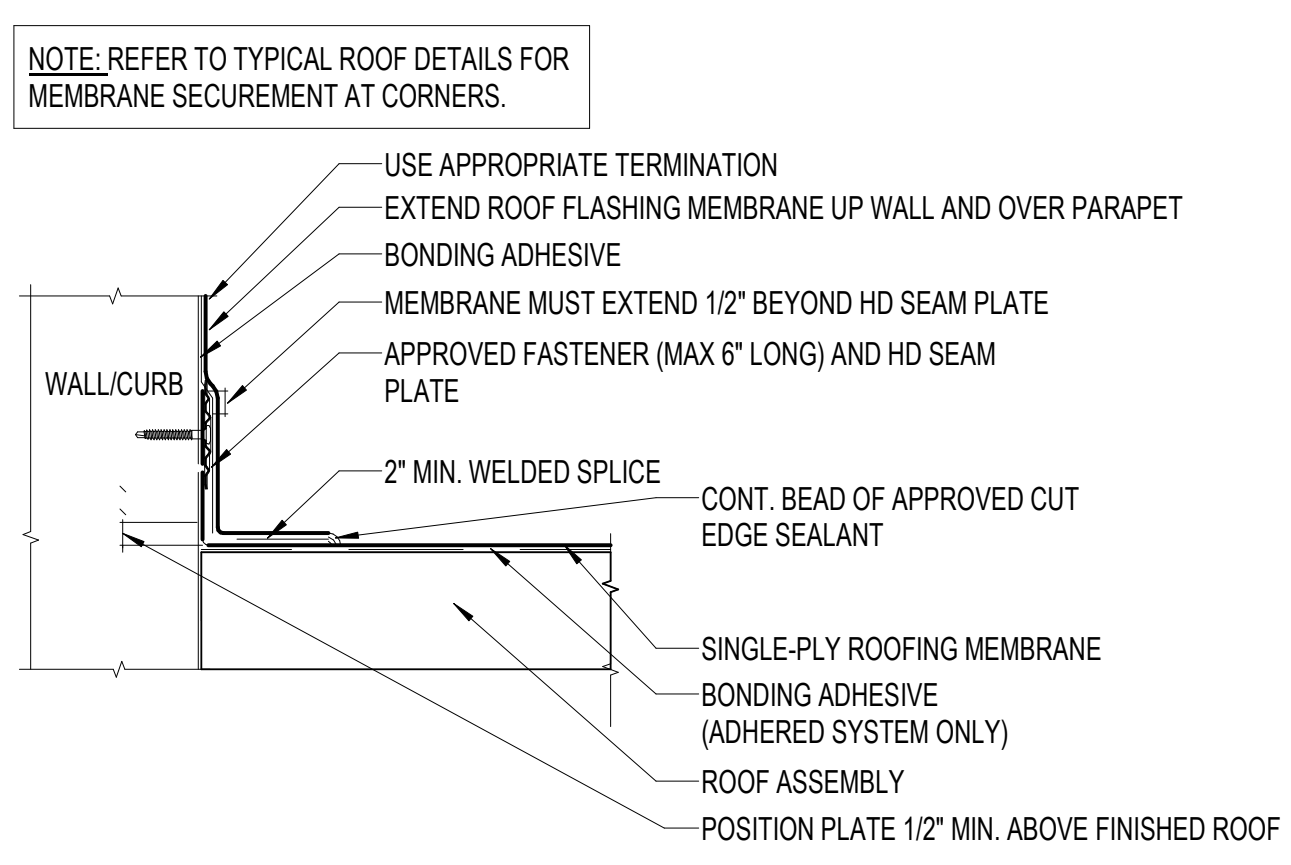 NOTE: REFER TO TYPICAL ROOF DETAILS FOR
MEMBRANE SECUREMENT AT CORNERS.
USE APPROPRIATE TERMINATION
EXTEND ROOF FLASHING MEMBRANE UP WALL AND OVER PARAPET
BONDING ADHESIVE
MEMBRANE MUST EXTEND 1/2" BEYOND HD SEAM PLATE
APPROVED FASTENER (MAX 6" LONG) AND HD SEAM
PLATE
WALL/CURB
2" MIN. WELDED SPLICE
CONT. BEAD OF APPROVED CUT
EDGE SEALANT
SINGLE-PLY ROOFING MEMBRANE
BONDING ADHESIVE
(ADHERED SYSTEM ONLY)
ROOF ASSEMBLY
POSITION PLATE 1/2" MIN. ABOVE FINISHED ROOF